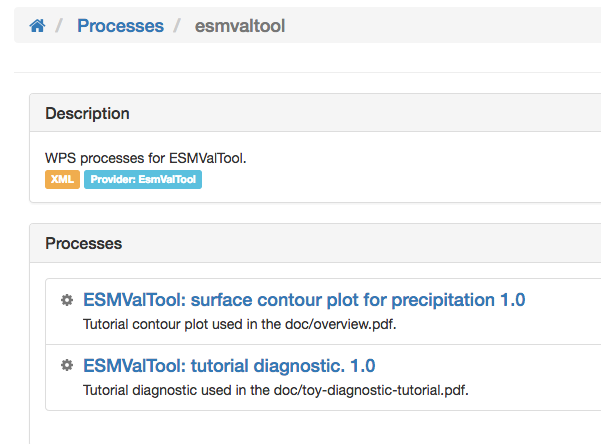 / Processes / esmvaltool
Description
WPS processes for ESMValTool.
XML Provider: EsmValTool
Processes
ESMValTool: surface contour plot for precipitation 1.0
Tutorial contour plot used in the doc/overview.pdf.
ESMValTool: tutorial diagnostic. 1.0
Tutorial diagnostic used in the doc/toy-diagnostic-tutorial.pdf.